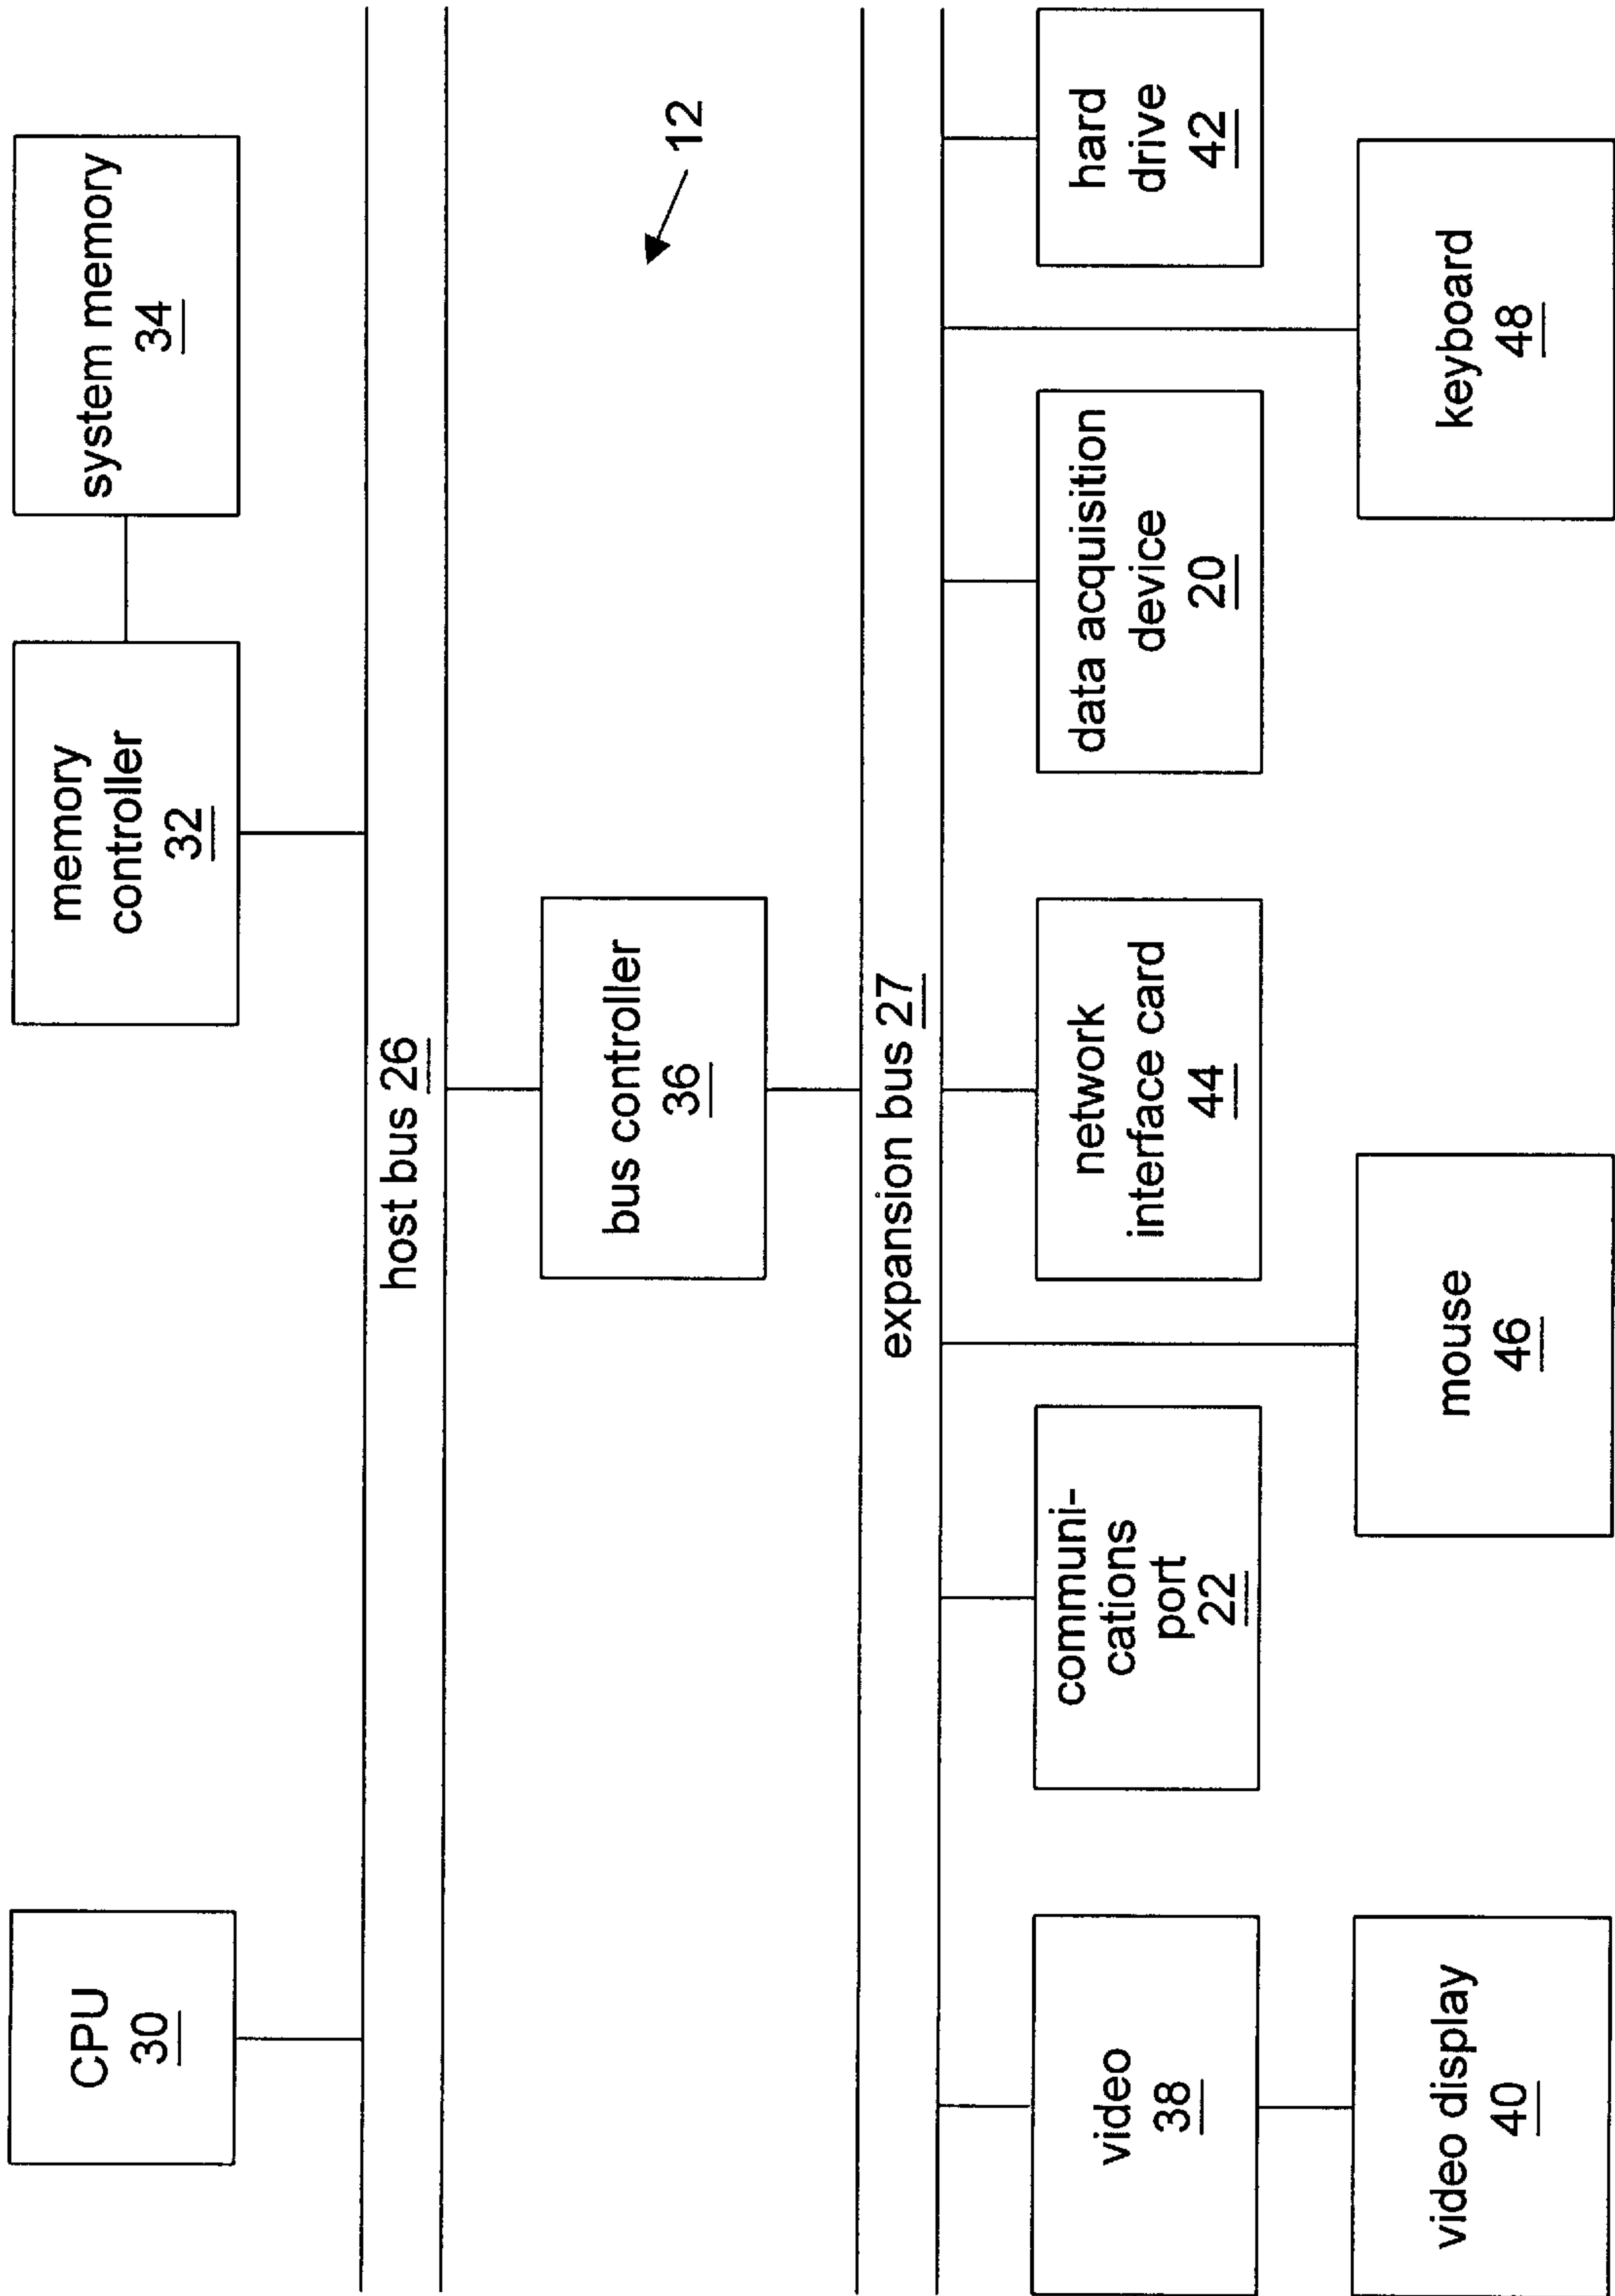 CPU
30
memory
controller
32
system memory
34
host bus 26
bus controller
36
12
expansion bus 27
video
38
communi-
cations
port
22
network
interface card
44
data acquisition
device
20
hard
drive
42
video display
40
mouse
46
keyboard
48